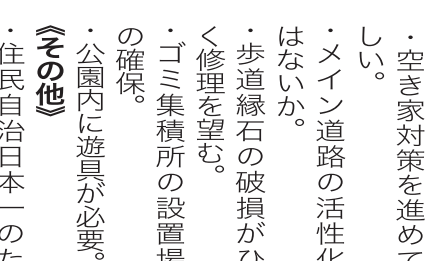 ・空き家対策を進めて
しい。
・メイン道路の活性化
はないか。
・歩道縁石の破損がひ
く修理を望む。
・ゴミ集積所の設置場
の確保。
・公園内に遊具が必要。
《その他》
・住民自治日本一のた